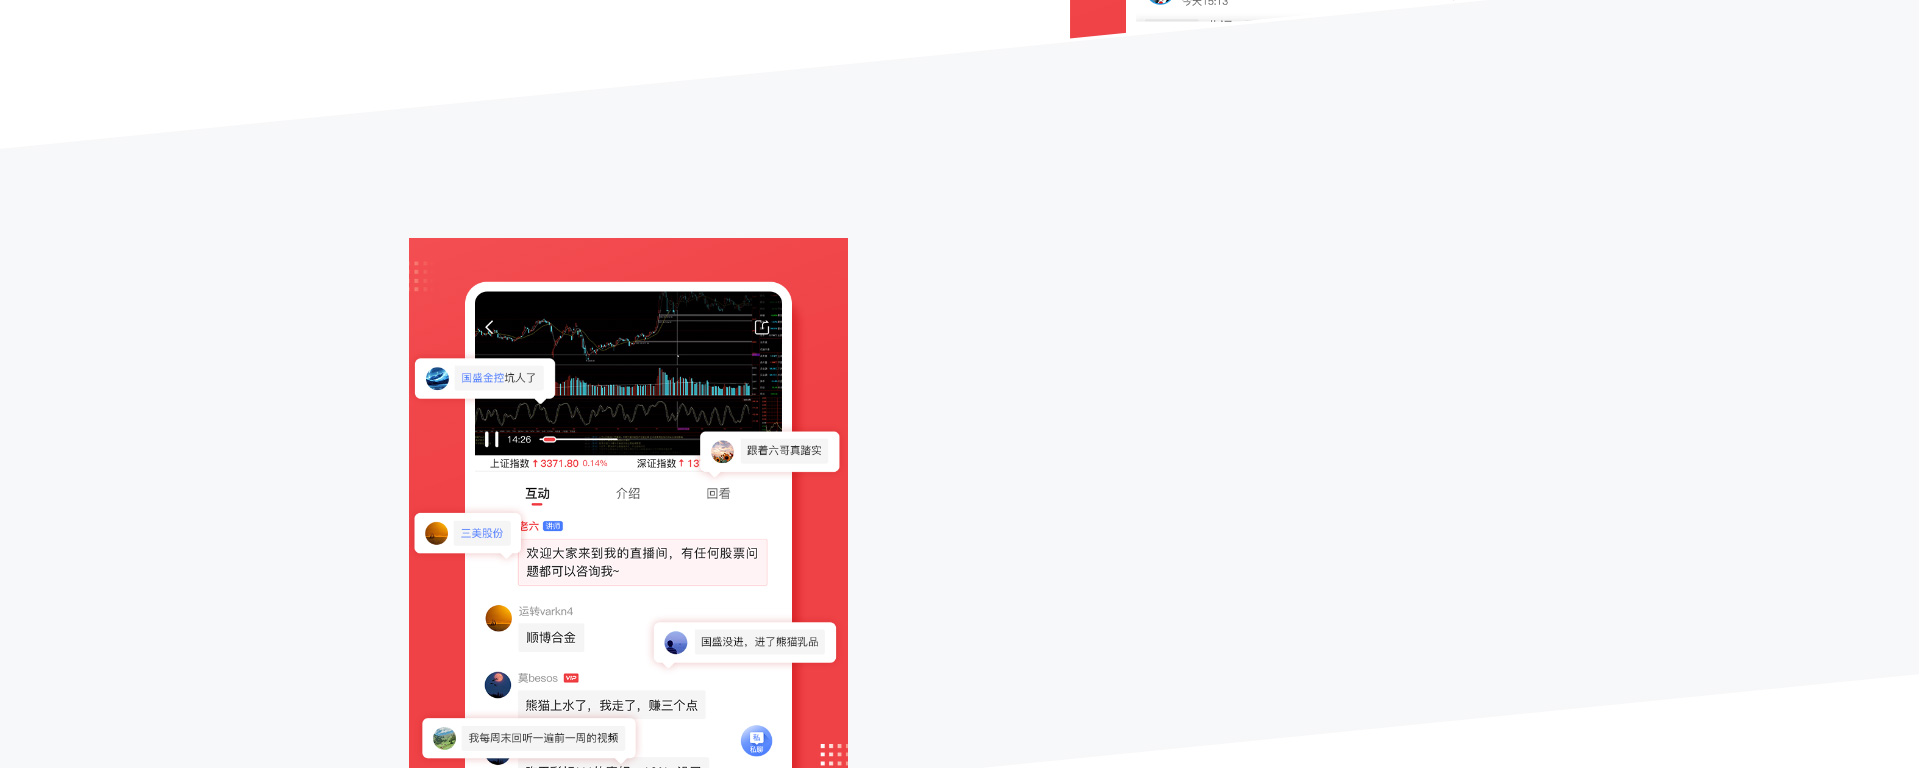 今天15:13
国盛金控坑人了
14:26
跟着六哥真踏实
上证指数↑3371.80 0.14% 深证指数↑13
互动 介绍 回看
三美股份
老六 讲师
欢迎大家来到我的直播间，有任何股票问
题都可以咨询我~
运转varkn4
顺博合金
国盛没进，进了熊猫乳品
莫besos VIP
熊猫上水了，我走了，赚三个点
我每周末回听一遍前一周的视频
私
私聊